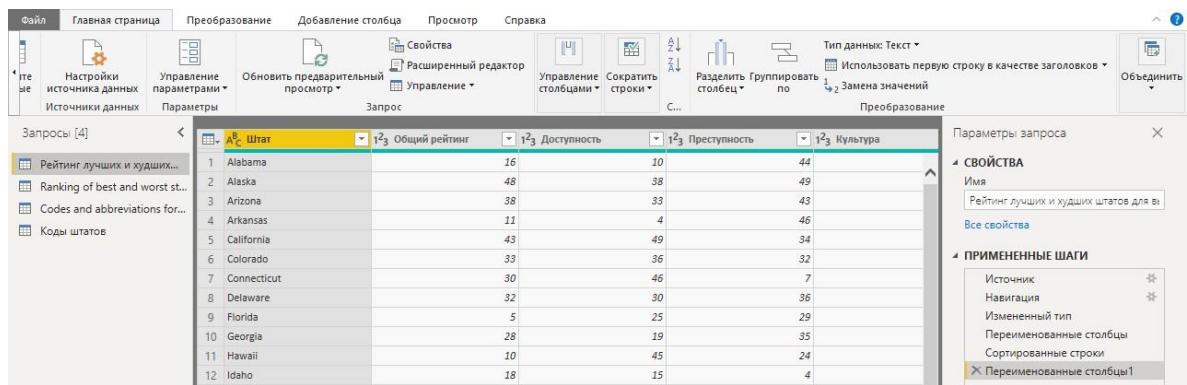 Файл Главная страница Преобразование Добавление столбца Просмотр Справка
Настройки источника данных
Управление параметрами
Обновить предварительный просмотр
Свойства
Расширенный редактор
Управление
Управление столбцами
Сократить строки
Разделить столбец
Группировать по
Тип данных: Текст
Использовать первую строку в качестве заголовков
Замена значений
Объединить
Источники данных Параметры Запрос С... Преобразование
Запросы [4]
Рейтинг лучших и худших...
Ranking of best and worst st...
Codes and abbreviations for...
Коды штатов
Штат Общий рейтинг Доступность Преступность Культура
1 Alabama 16 10 44
2 Alaska 48 38 49
3 Arizona 38 33 43
4 Arkansas 11 4 46
5 California 43 49 34
6 Colorado 33 36 32
7 Connecticut 30 46 7
8 Delaware 32 30 36
9 Florida 5 25 29
10 Georgia 28 19 35
11 Hawaii 10 45 24
12 Idaho 18 15 4
Параметры запроса
СВОЙСТВА
Имя
Рейтинг лучших и худших штатов для
Все свойства
ПРИМЕНЕННЫЕ ШАГИ
Источник
Навигация
Измененный тип
Переименованные столбцы
Сортированные строки
Переименованные столбцы1